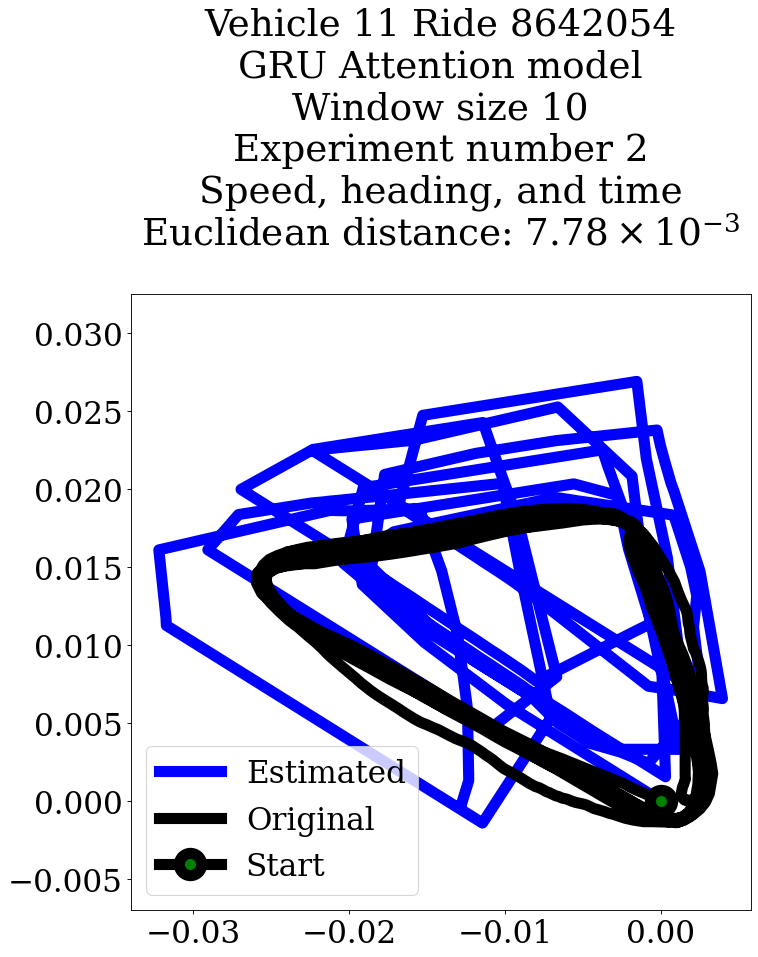 Vehicle 11 Ride 8642054
GRU Attention model
Window size 10
Experiment number 2
Speed, heading, and time
Euclidean distance: 7.78 × 10⁻³
0.030
0.025
0.020
0.015
0.010
0.005
0.000
−0.005
Estimated
Original
Start
−0.03
−0.02
−0.01
0.00